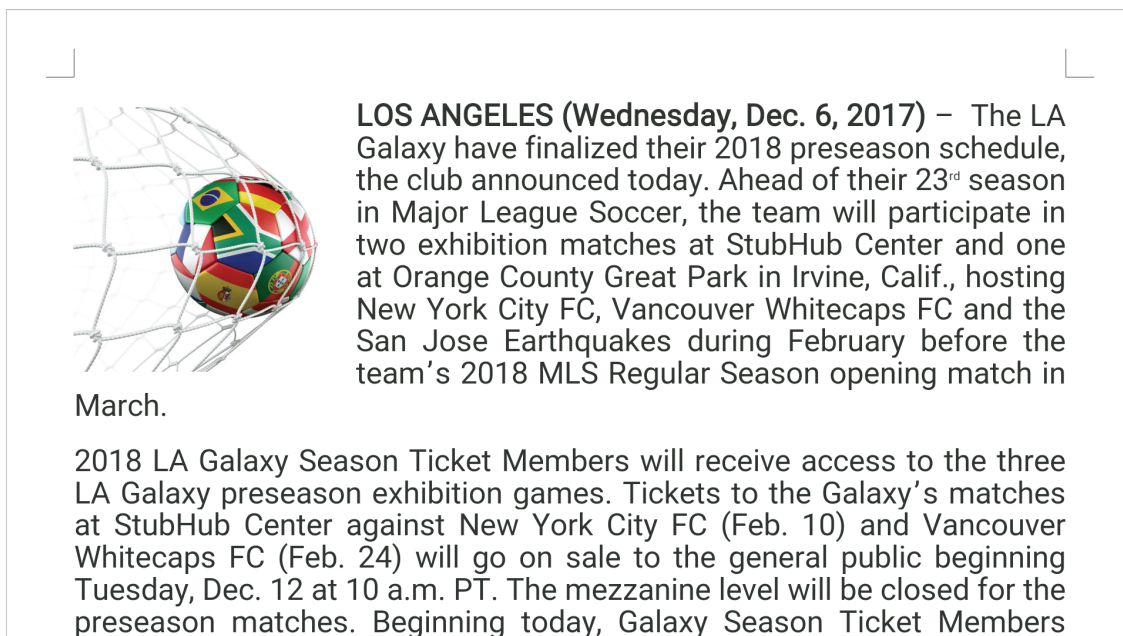 LOS ANGELES (Wednesday, Dec. 6, 2017) – The LA
Galaxy have finalized their 2018 preseason schedule,
the club announced today. Ahead of their 23rd season
in Major League Soccer, the team will participate in
two exhibition matches at StubHub Center and one
at Orange County Great Park in Irvine, Calif., hosting
New York City FC, Vancouver Whitecaps FC and the
San Jose Earthquakes during February before the
team’s 2018 MLS Regular Season opening match in
March.
2018 LA Galaxy Season Ticket Members will receive access to the three
LA Galaxy preseason exhibition games. Tickets to the Galaxy’s matches
at StubHub Center against New York City FC (Feb. 10) and Vancouver
Whitecaps FC (Feb. 24) will go on sale to the general public beginning
Tuesday, Dec. 12 at 10 a.m. PT. The mezzanine level will be closed for the
preseason matches. Beginning today, Galaxy Season Ticket Members